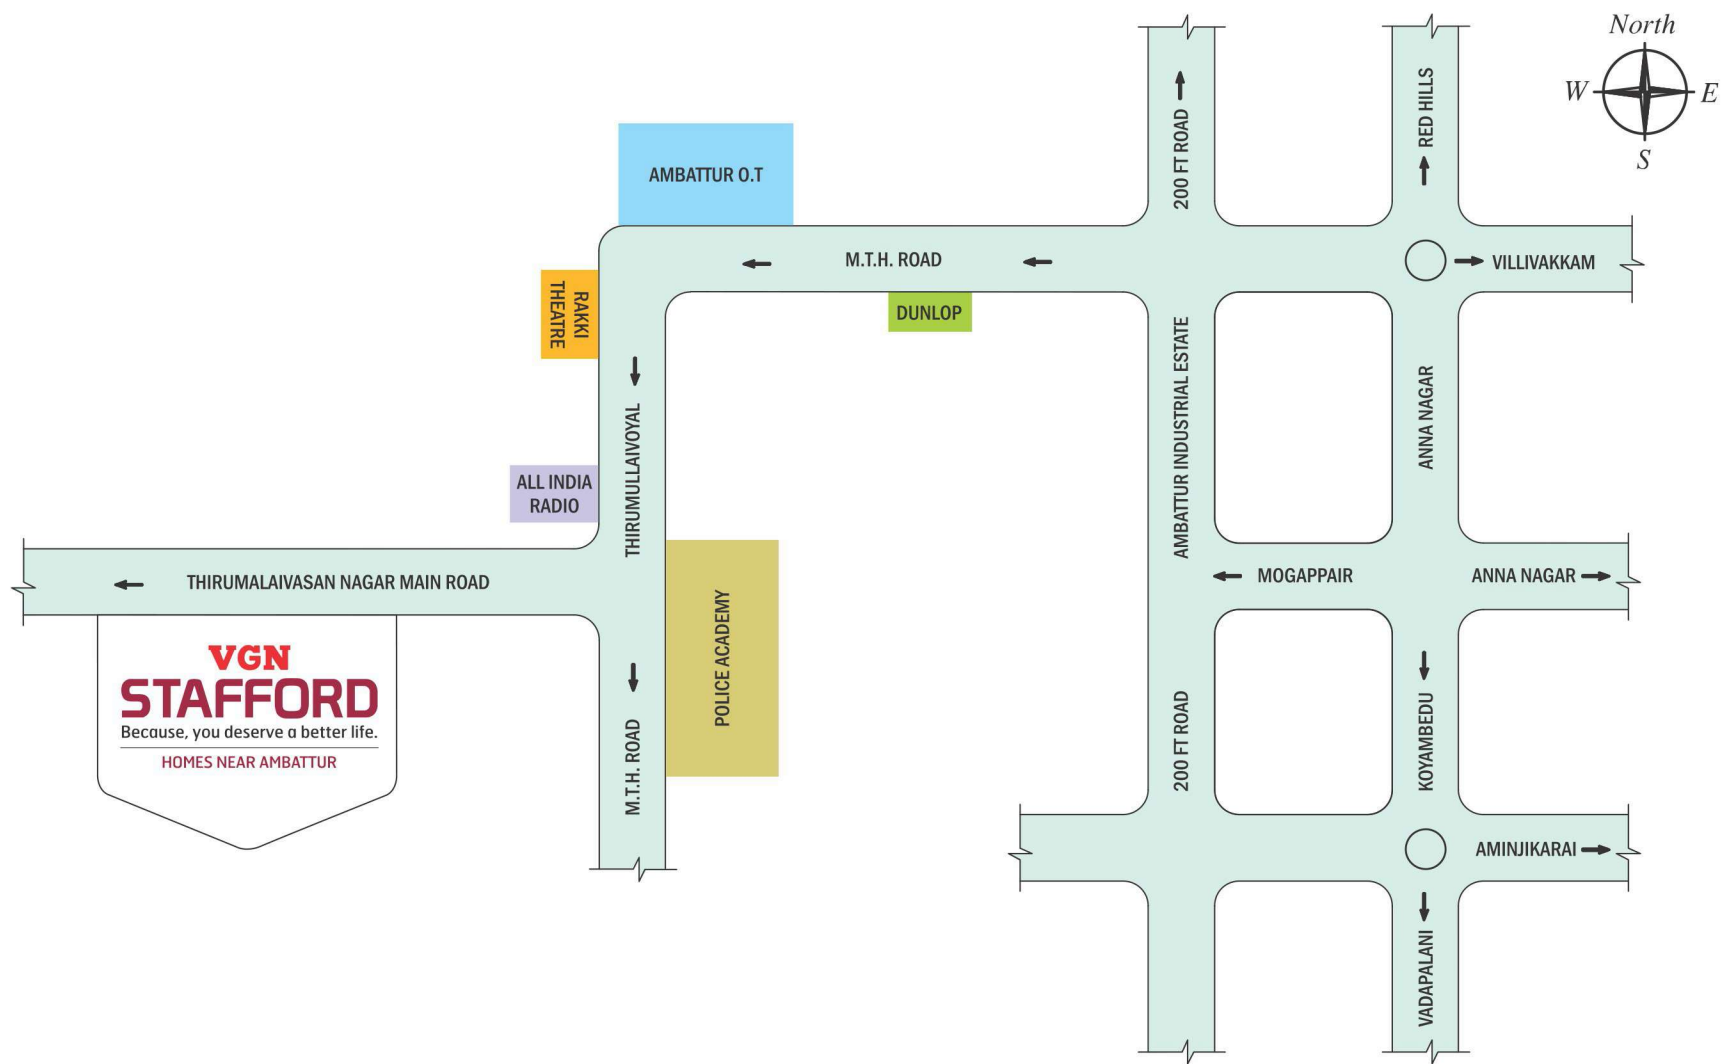 North
W
E
S
RED HILLS
200 FT ROAD
AMBATTUR O.T
M.T.H. ROAD
VILLIVAKKAM
RAKKI
THEATRE
DUNLOP
AMBATTUR INDUSTRIAL ESTATE
ANNA NAGAR
THIRUMULLAIVOYAL
ALL INDIA
RADIO
THIRUMALAIVASAN NAGAR MAIN ROAD
MOGAPPAIR
ANNA NAGAR
POLICE ACADEMY
VGN
STAFFORD
Because, you deserve a better life.
HOMES NEAR AMBATTUR
M.T.H. ROAD
200 FT ROAD
KOYAMBEDU
AMINJIKARAI
VADAPALANI